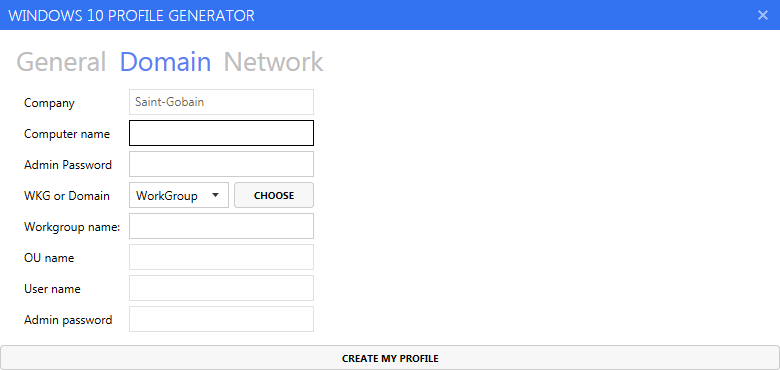 WINDOWS 10 PROFILE GENERATOR
General Domain Network
Company Saint-Gobain
Computer name
Admin Password
WKG or Domain WorkGroup CHOOSE
Workgroup name:
OU name
User name
Admin password
CREATE MY PROFILE